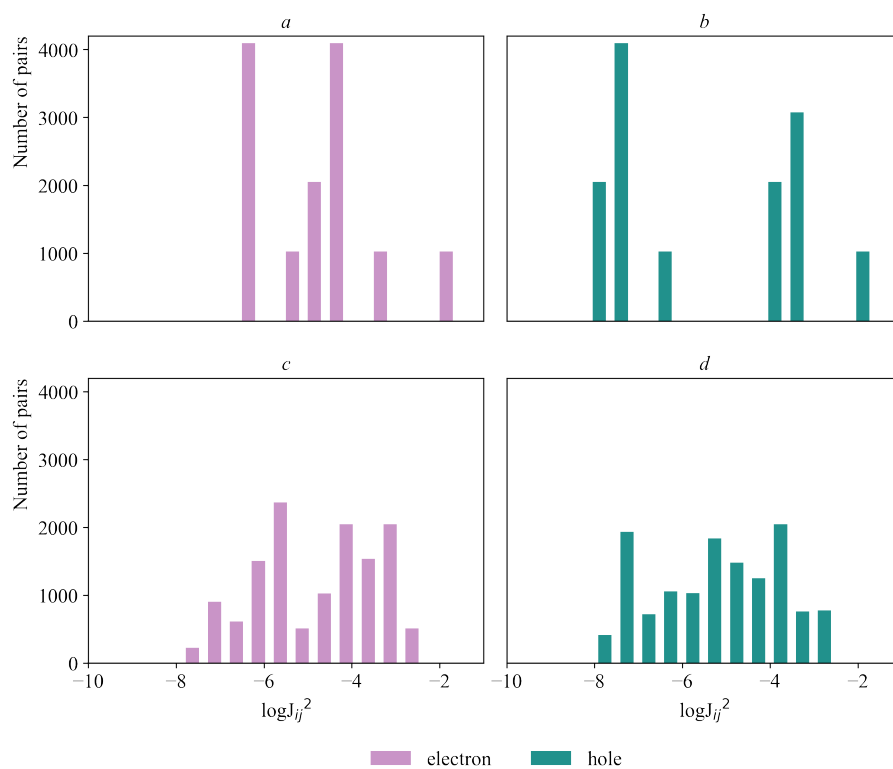 a
b
Number of pairs
4000
3000
2000
1000
0
c
d
Number of pairs
4000
3000
2000
1000
0
−10 −8 −6 −4 −2
−10 −8 −6 −4 −2
logJij²
logJij²
electron hole